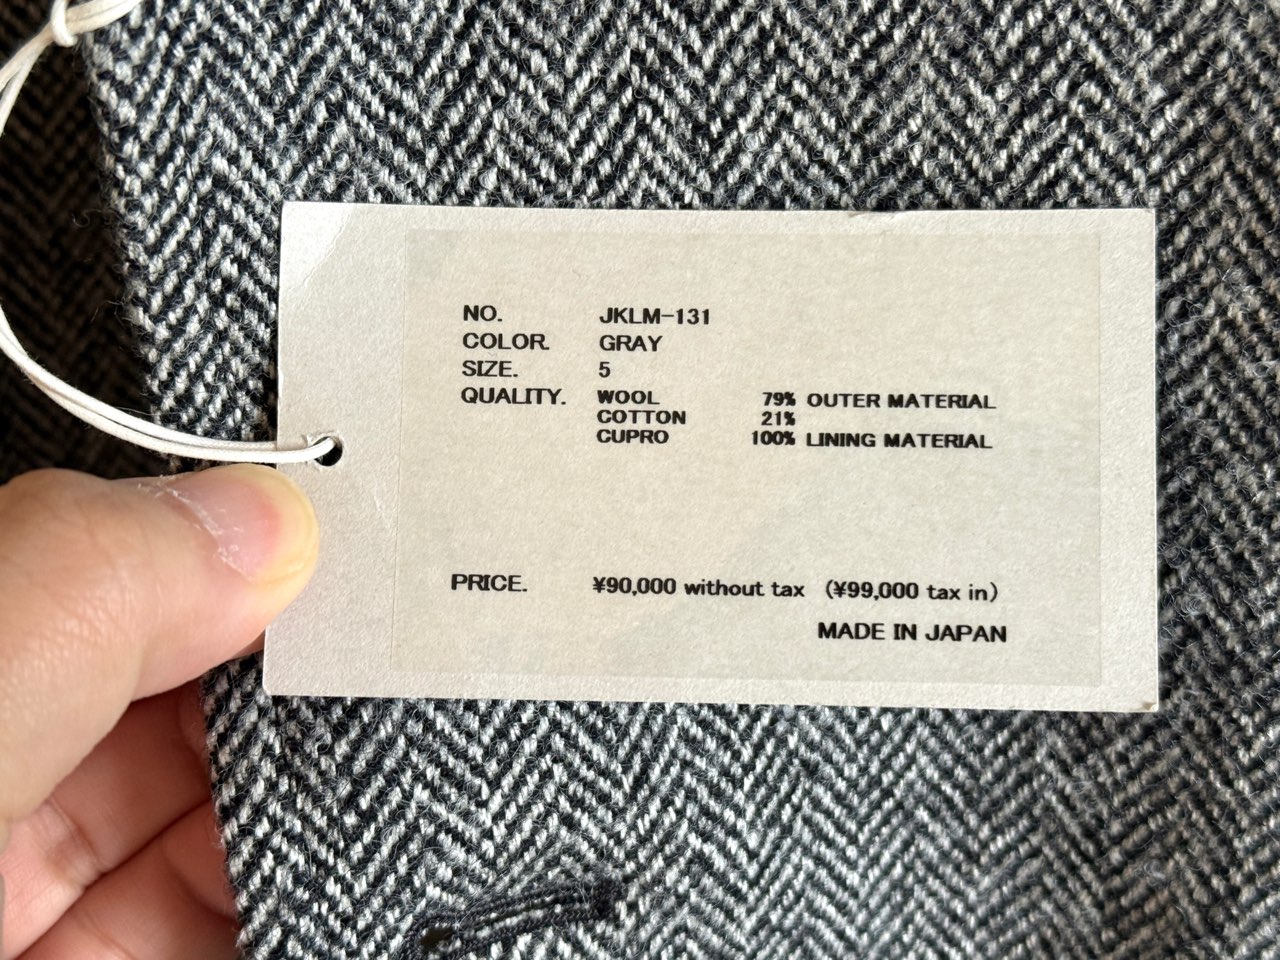 NO. JKLM-131
COLOR. GRAY
SIZE. 5
QUALITY. WOOL 79% OUTER MATERIAL
COTTON 21%
CUPRO 100% LINING MATERIAL
PRICE. ¥90,000 without tax (¥99,000 tax in)
MADE IN JAPAN